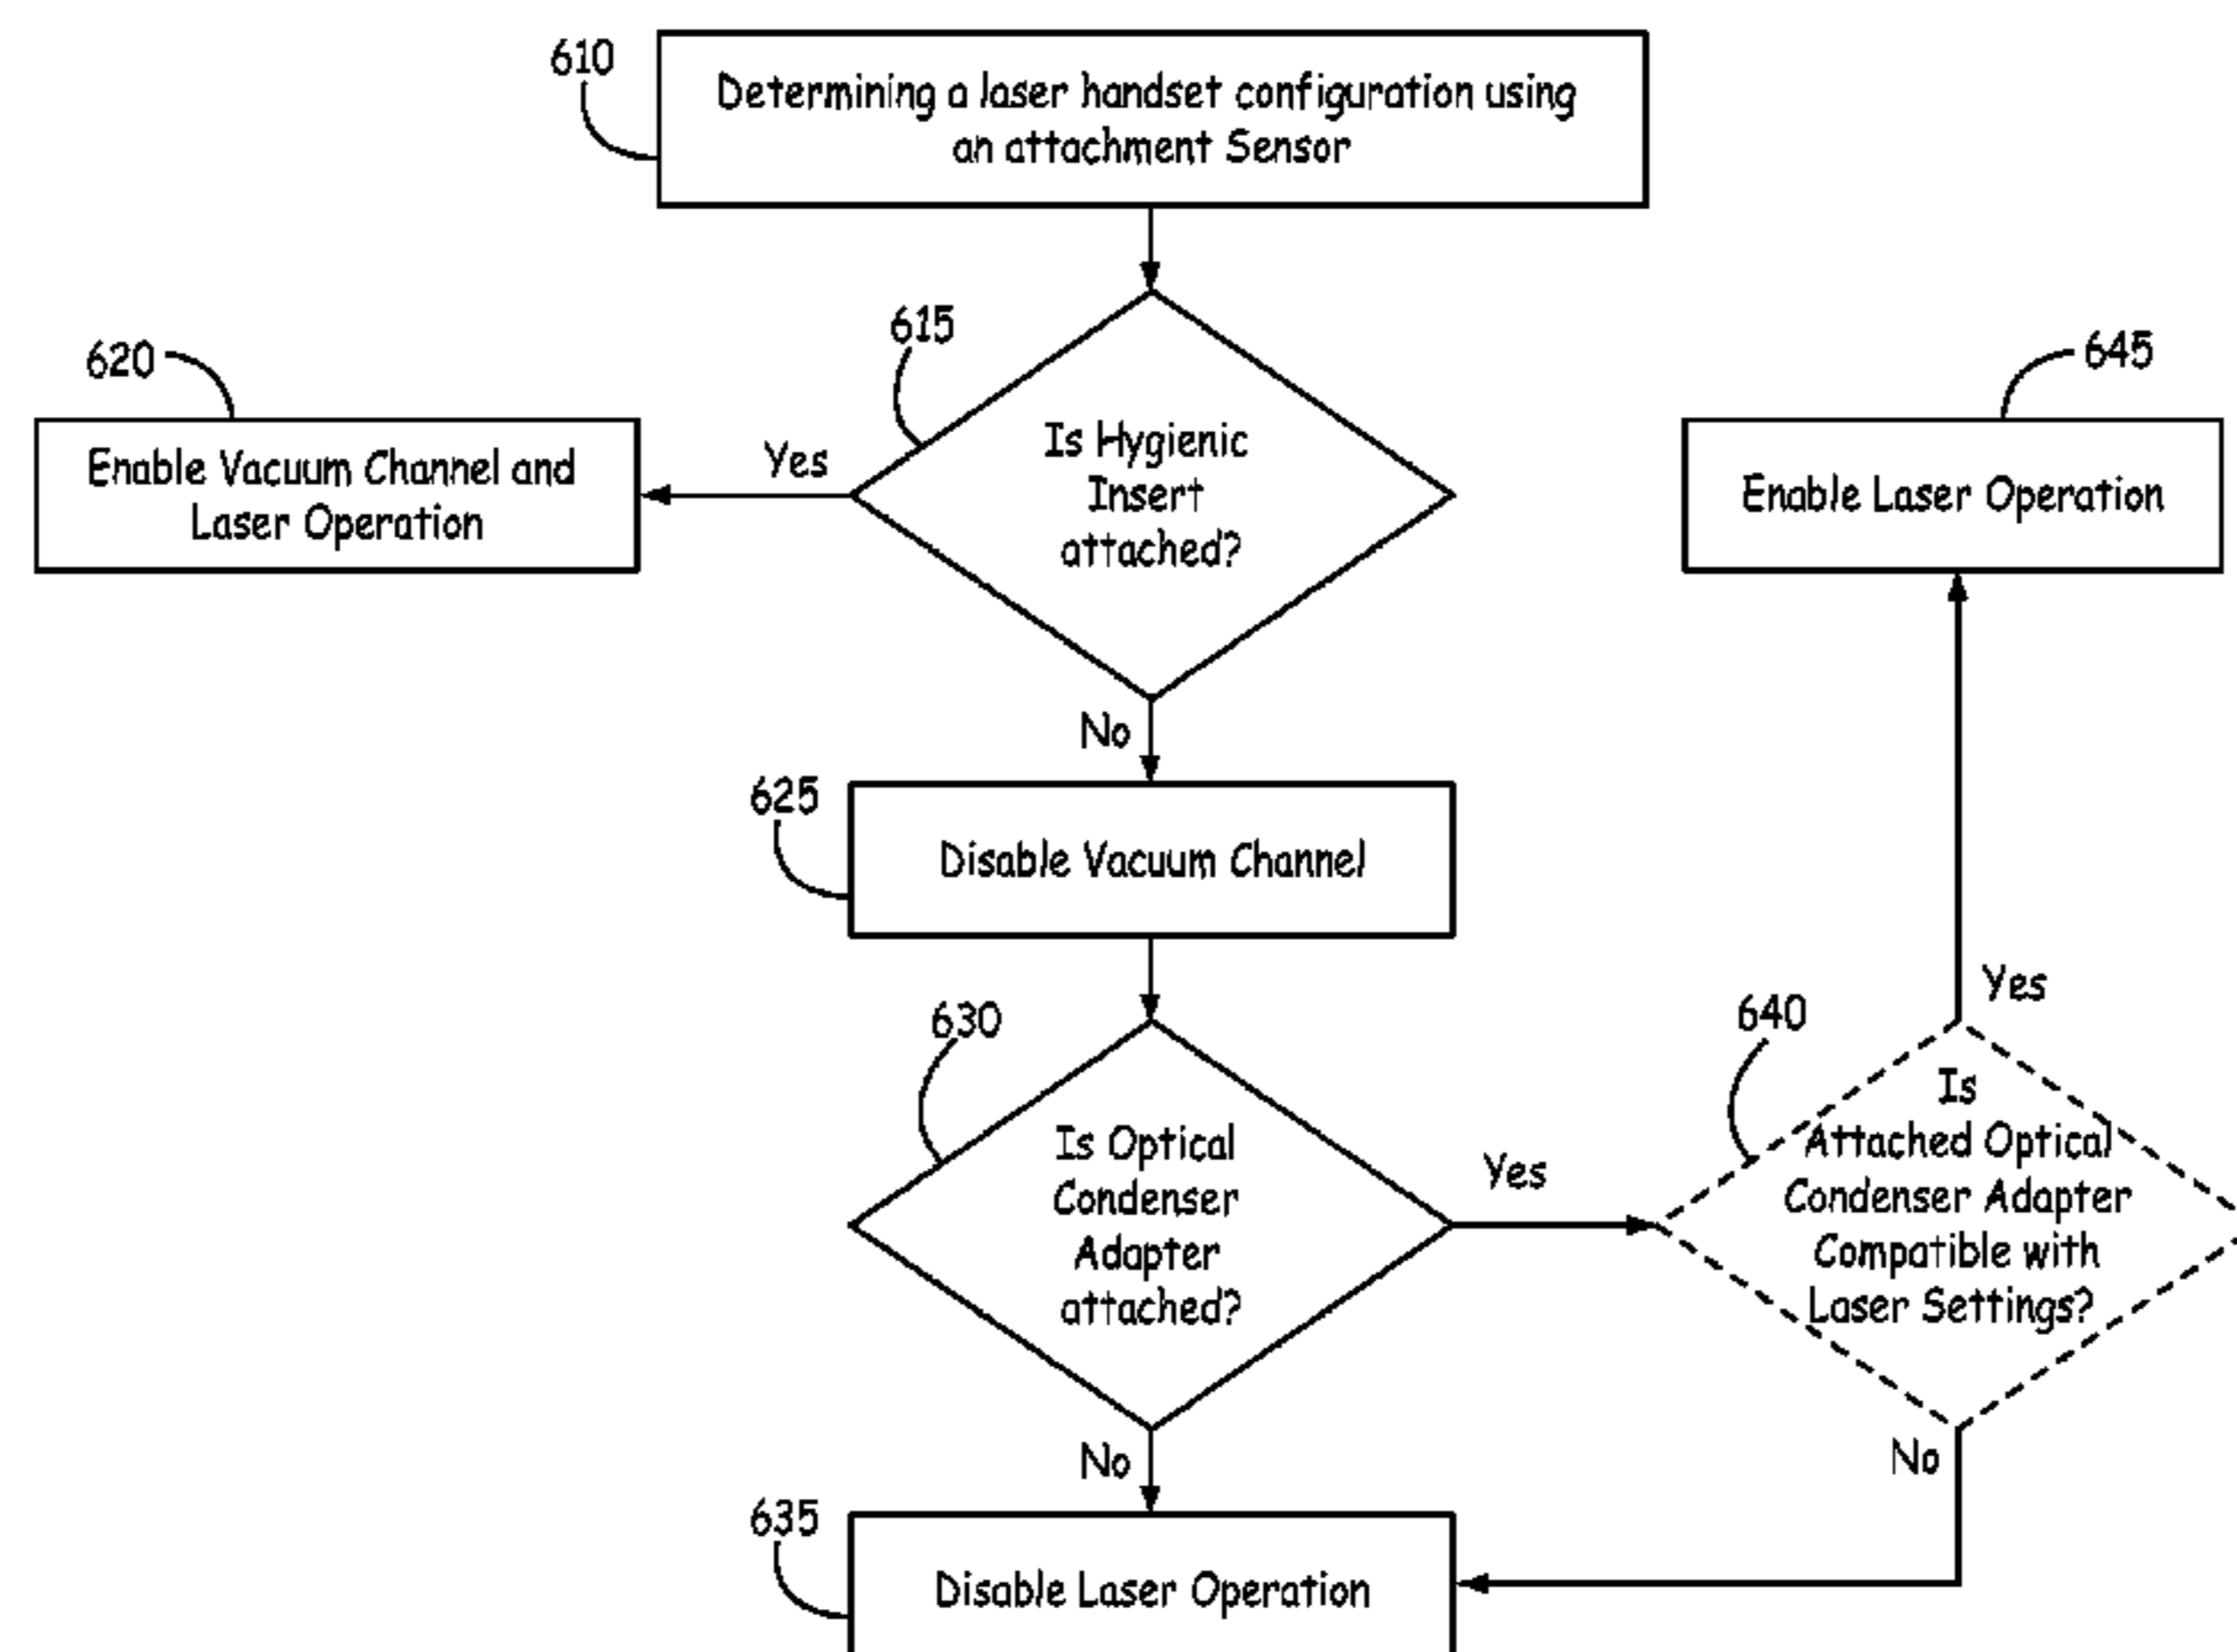 610
Determining a laser handset configuration using
an attachment Sensor
615
Is Hygienic
Insert
attached?
Yes
620
Enable Vacuum Channel and
Laser Operation
645
Enable Laser Operation
No
625
Disable Vacuum Channel
630
Is Optical
Condenser
Adapter
attached?
Yes
640
Is
Attached Optical
Condenser Adapter
Compatible with
Laser Settings?
Yes
No
No
635
Disable Laser Operation